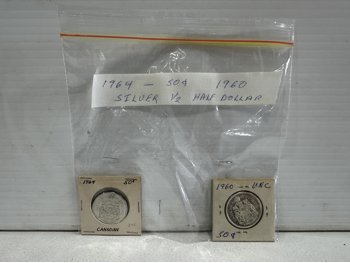 1964 — 50¢ 1960
SILVER ½ HALF DOLLAR
1964 50¢
CANADIAN
1960 -- UNC
50¢